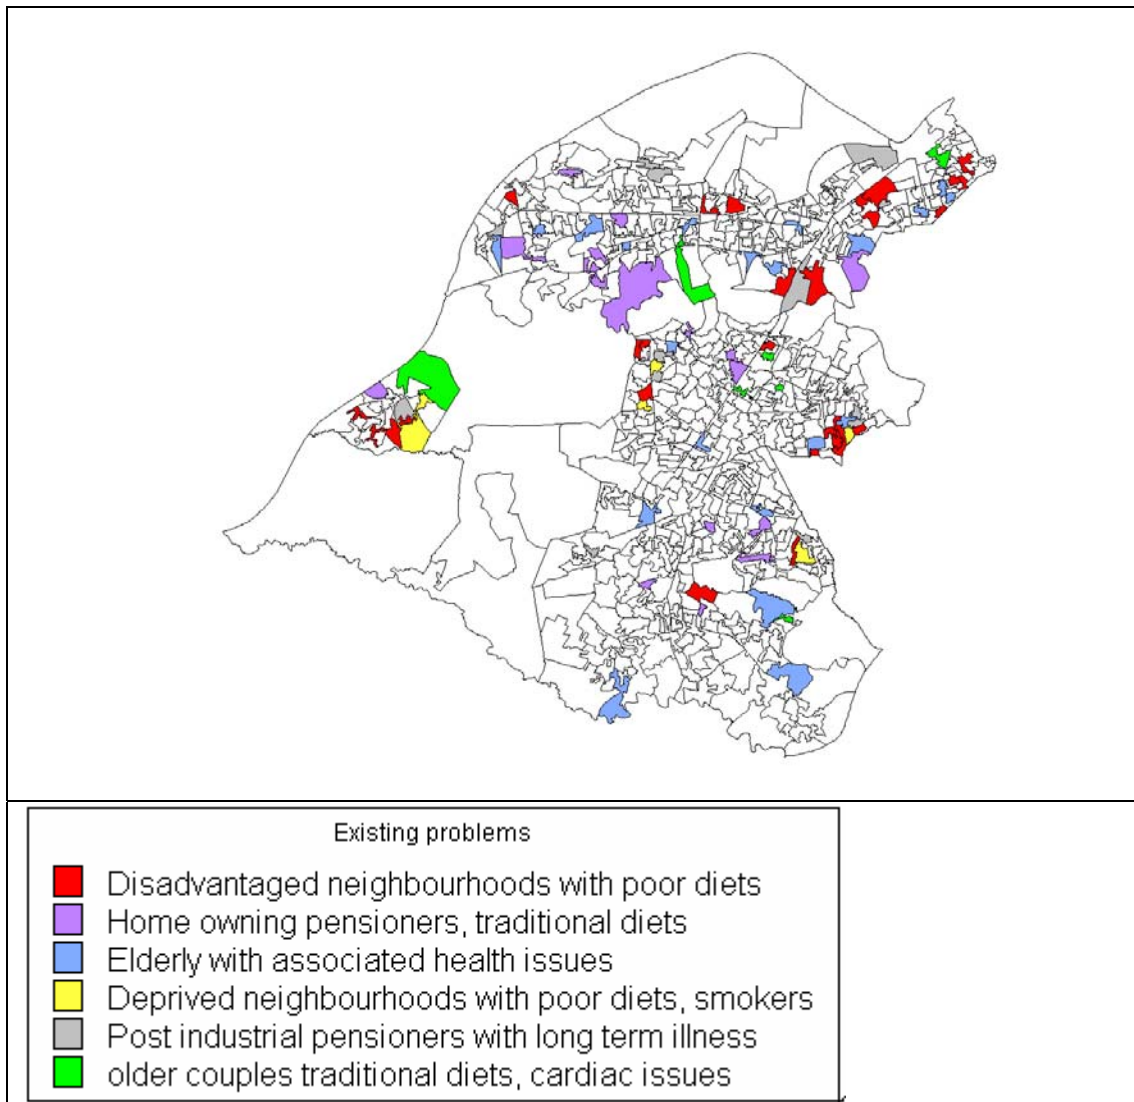 Existing problems
Disadvantaged neighbourhoods with poor diets
Home owning pensioners, traditional diets
Elderly with associated health issues
Deprived neighbourhoods with poor diets, smokers
Post industrial pensioners with long term illness
older couples traditional diets, cardiac issues